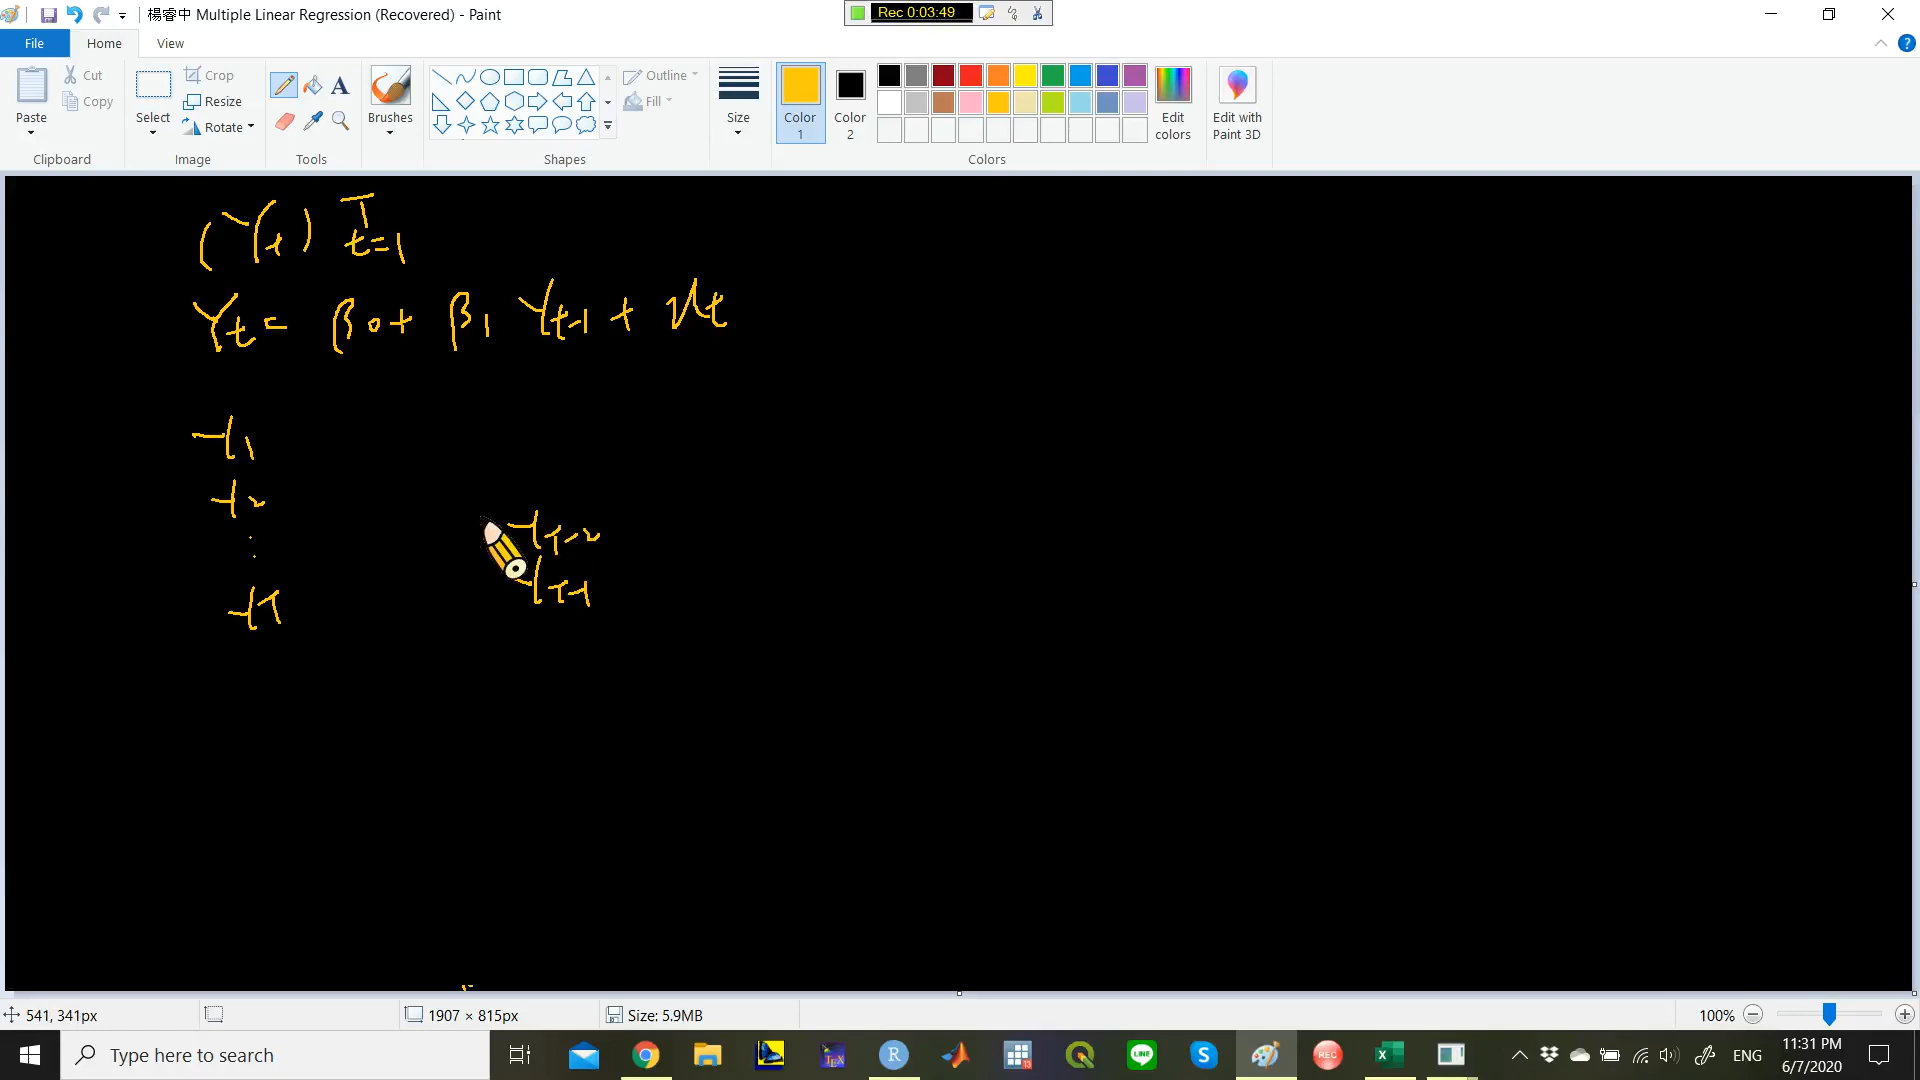 楊睿中 Multiple Linear Regression (Recovered) - Paint
Rec 0:03:49
File Home View
Paste
Cut
Copy
Clipboard
Select
Crop
Resize
Rotate
Image
Tools
Brushes
Shapes
Outline
Fill
Size
Color 1
Color 2
Colors
Edit colors
Edit with Paint 3D
(Yt) T t=1
Yt = β0 + β1 Yt-1 + ut
Y1
Y2
⋮
YT
YT-2
YT-1
541, 341px
1907 × 815px
Size: 5.9MB
100%
Type here to search
ENG
11:31 PM
6/7/2020